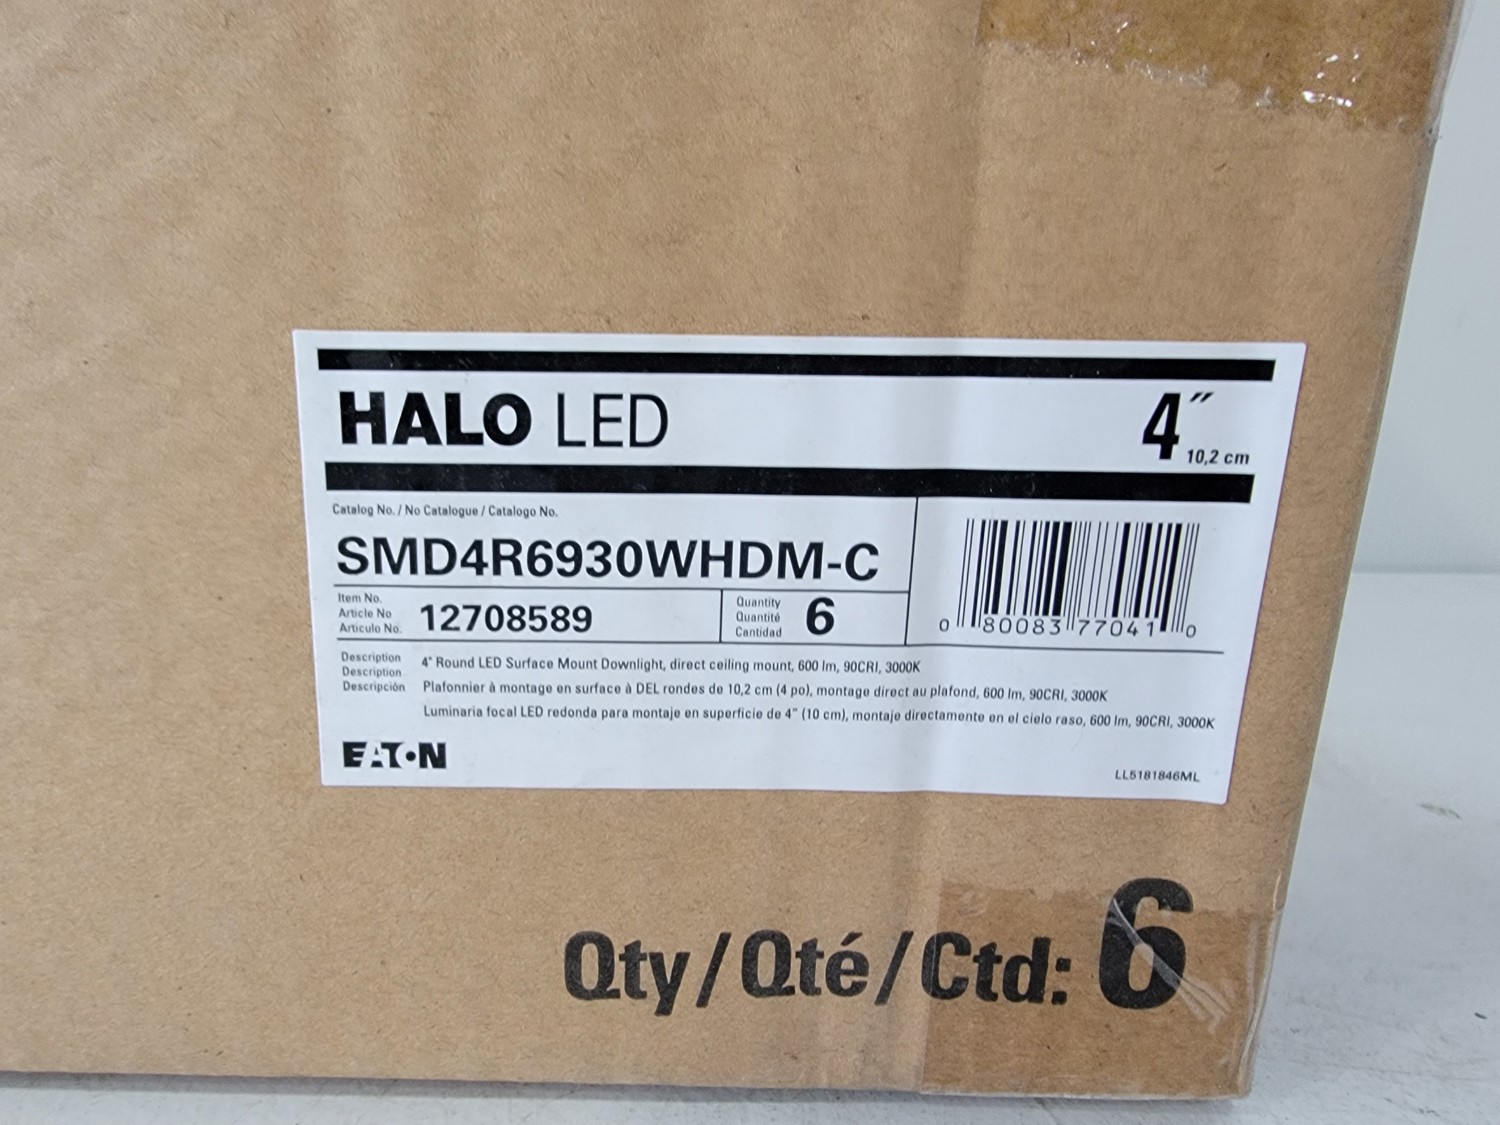 HALO LED
4"
10,2 cm
Catalog No. / No Catalogue / Catalogo No.
SMD4R6930WHDM-C
Item No.
Article No
Articulo No.
12708589
Quantity
Quantité
Cantidad
6
0 80083 77041 0
Description
Description
Descripción
4" Round LED Surface Mount Downlight, direct ceiling mount, 600 lm, 90CRI, 3000K
Plafonnier à montage en surface à DEL rondes de 10,2 cm (4 po), montage direct au plafond, 600 lm, 90CRI, 3000K
Luminaria focal LED redonda para montaje en superficie de 4" (10 cm), montaje directamente en el cielo raso, 600 lm, 90CRI, 3000K
EATON
LL5181846ML
Qty/Qté/Ctd: 6